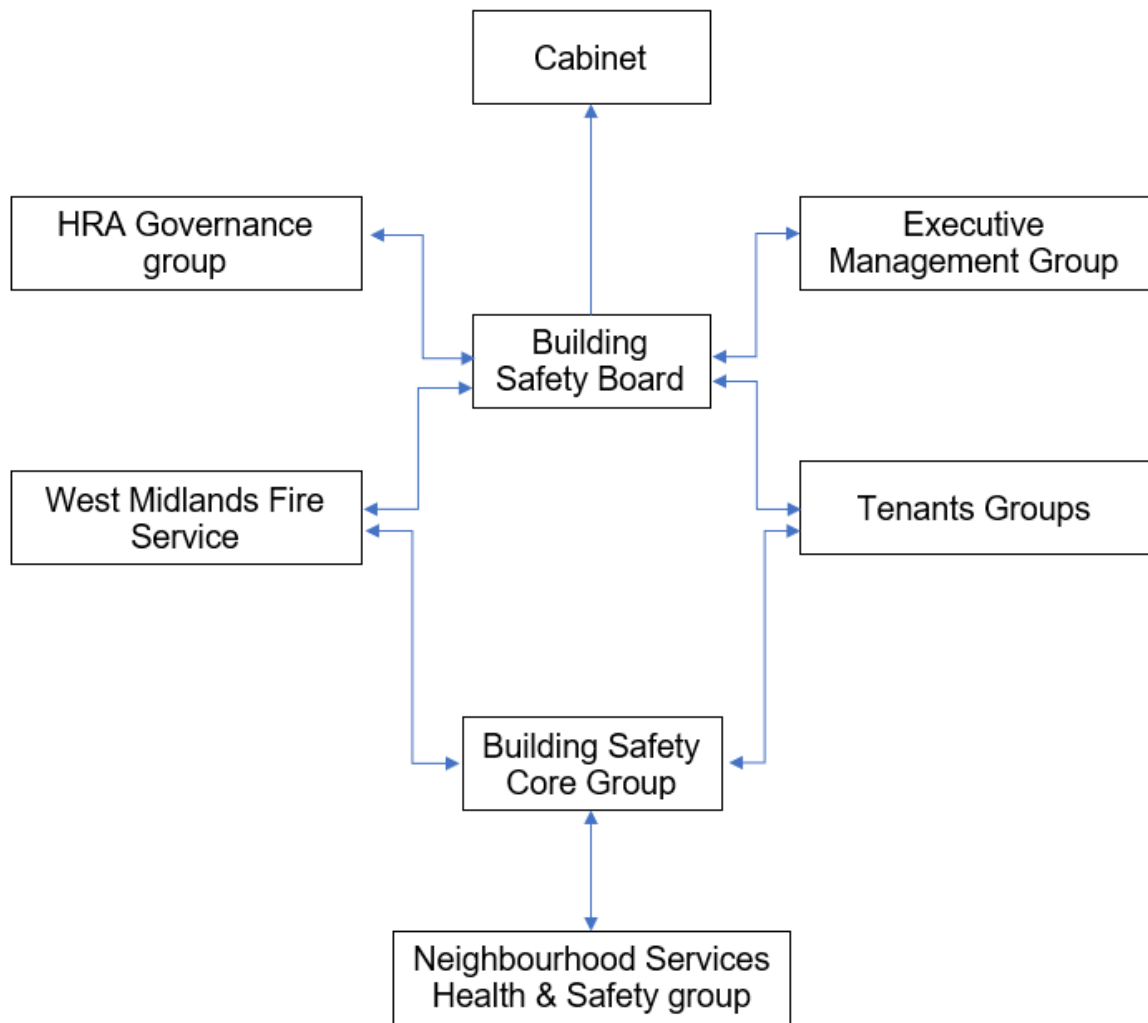 Cabinet
HRA Governance
group
Executive
Management Group
Building
Safety Board
West Midlands Fire
Service
Tenants Groups
Building Safety
Core Group
Neighbourhood Services
Health & Safety group